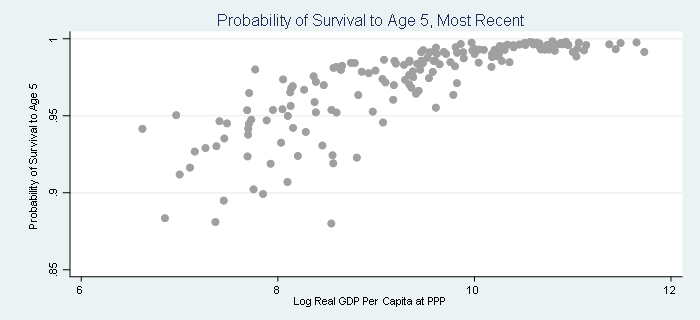 Probability of Survival to Age 5, Most Recent
Probability of Survival to Age 5
1
.95
.9
.85
6 8 10 12
Log Real GDP Per Capita at PPP